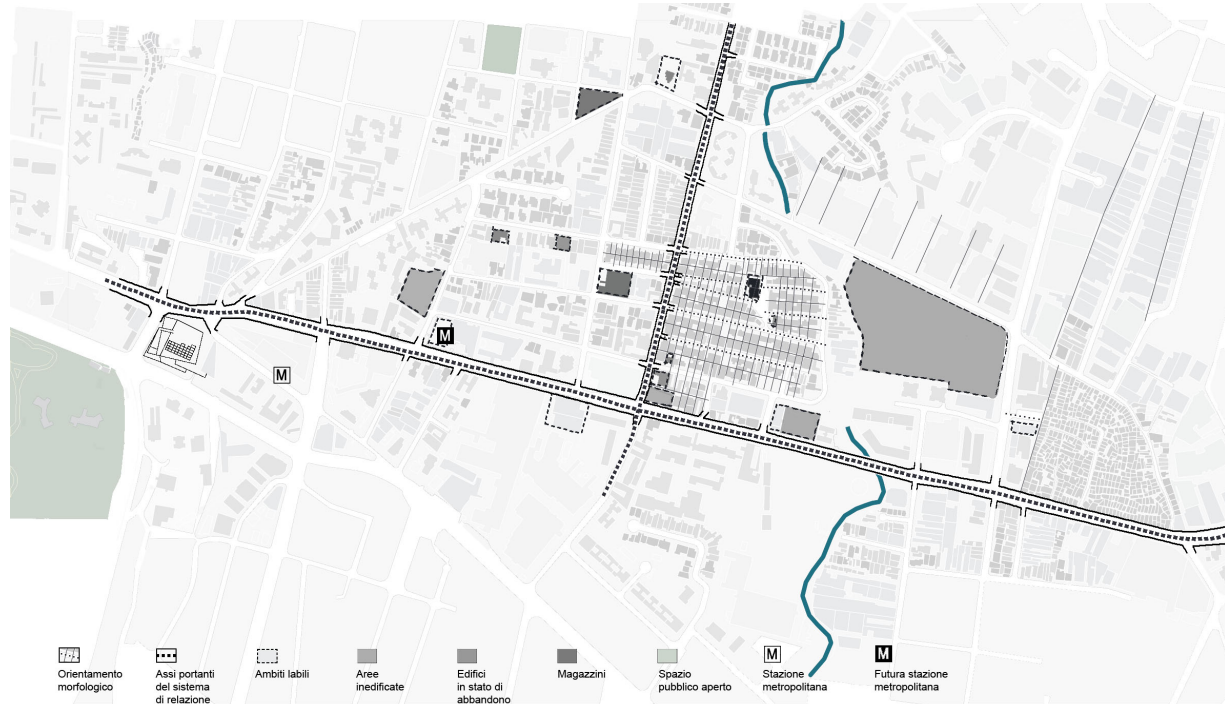 M
M
M
M
Orientamento
morfologico
Assi portanti
del sistema
di relazione
Ambiti labili
Aree
inedificate
Edifici
in stato di
abbandono
Magazzini
Spazio
pubblico aperto
Stazione
metropolitana
Futura stazione
metropolitana